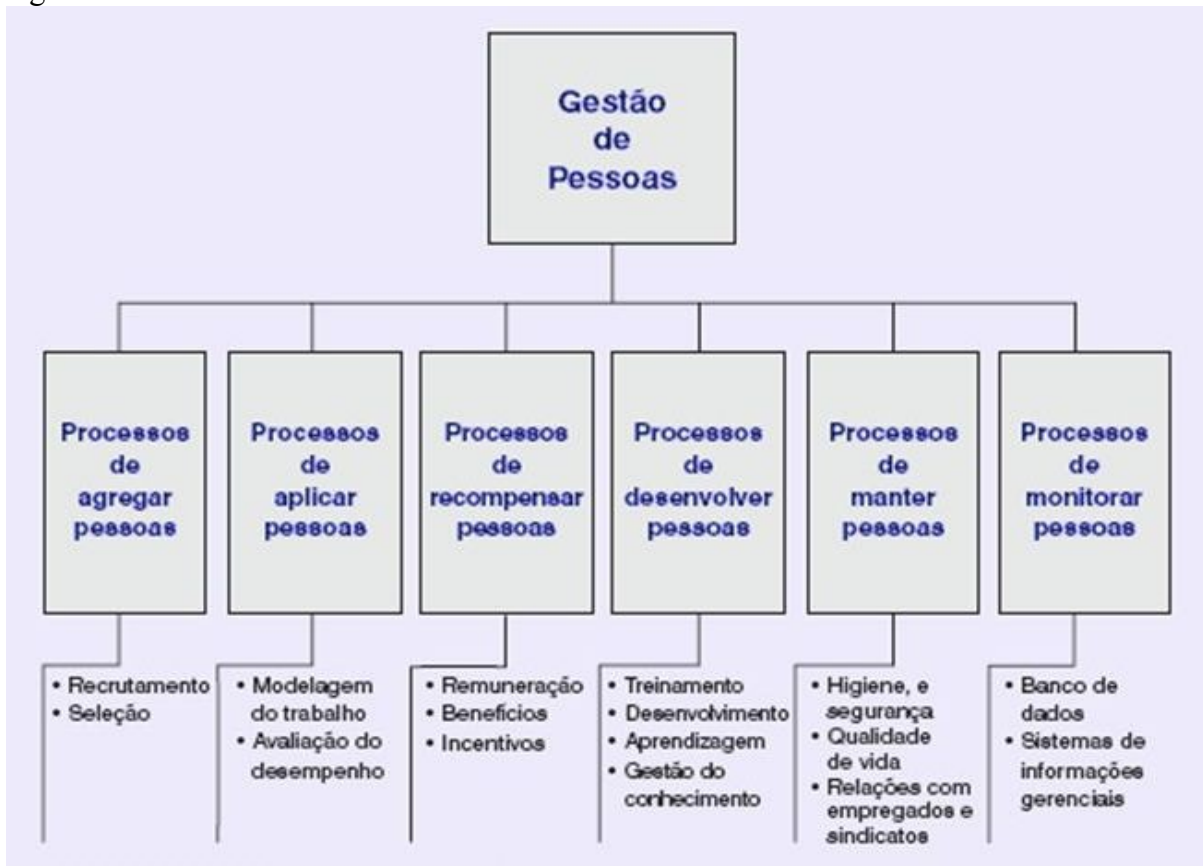 Gestão
de
Pessoas
Processos
de
agregar
pessoas
Processos
de
aplicar
pessoas
Processos
de
recompensar
pessoas
Processos
de
desenvolver
pessoas
Processos
de
manter
pessoas
Processos
de
monitorar
pessoas
• Recrutamento
• Seleção
• Modelagem
do trabalho
• Avaliação do
desempenho
• Remuneração
• Benefícios
• Incentivos
• Treinamento
• Desenvolvimento
• Aprendizagem
• Gestão do
conhecimento
• Higiene, e
segurança
• Qualidade
de vida
• Relações com
empregados e
sindicatos
• Banco de
dados
• Sistemas de
informações
gerenciais